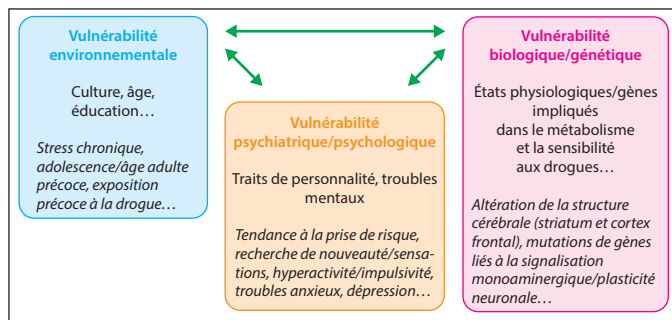 Vulnérabilité
environnementale
Culture, âge,
éducation…
Stress chronique,
adolescence/âge adulte
précoce, exposition
précoce à la drogue…
Vulnérabilité
psychiatrique/psychologique
Traits de personnalité, troubles
mentaux
Tendance à la prise de risque,
recherche de nouveauté/sensa-
tions, hyperactivité/impulsivité,
troubles anxieux, dépression…
Vulnérabilité
biologique/génétique
États physiologiques/gènes
impliqués
dans le métabolisme
et la sensibilité
aux drogues…
Altération de la structure
cérébrale (striatum et cortex
frontal), mutations de gènes
liés à la signalisation
monoaminergique/plasticité
neuronale…